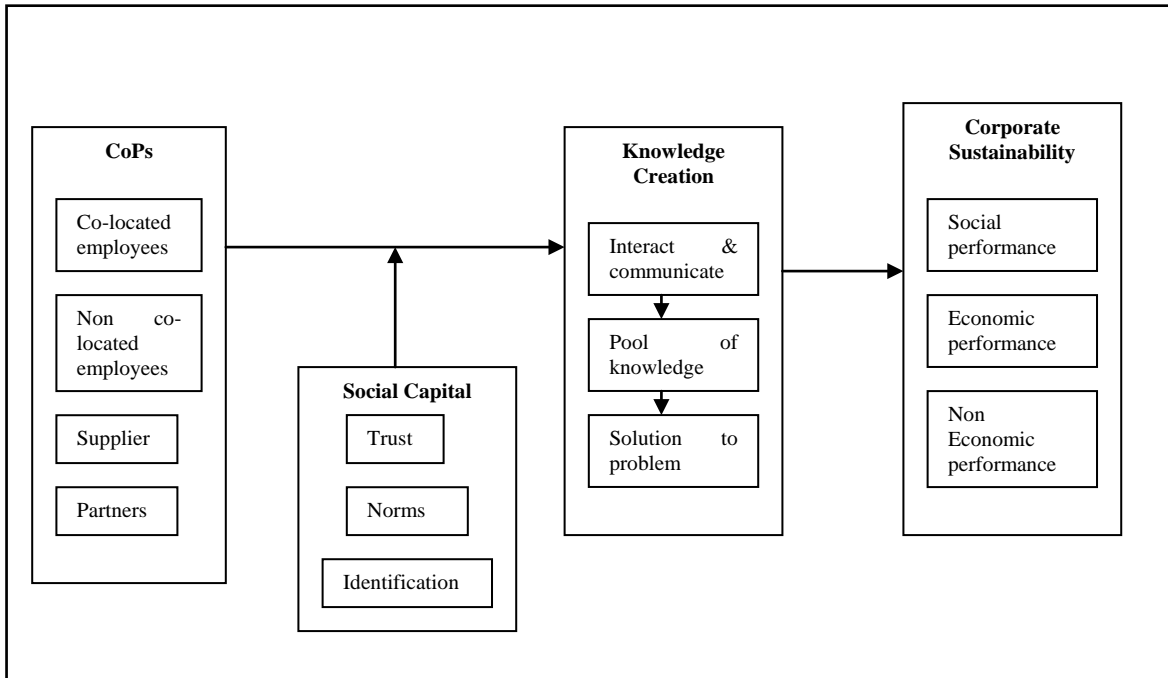 CoPs
Co-located
employees
Non co-
located
employees
Supplier
Partners
Social Capital
Trust
Norms
Identification
Knowledge
Creation
Interact &
communicate
Pool of
knowledge
Solution to
problem
Corporate
Sustainability
Social
performance
Economic
performance
Non
Economic
performance